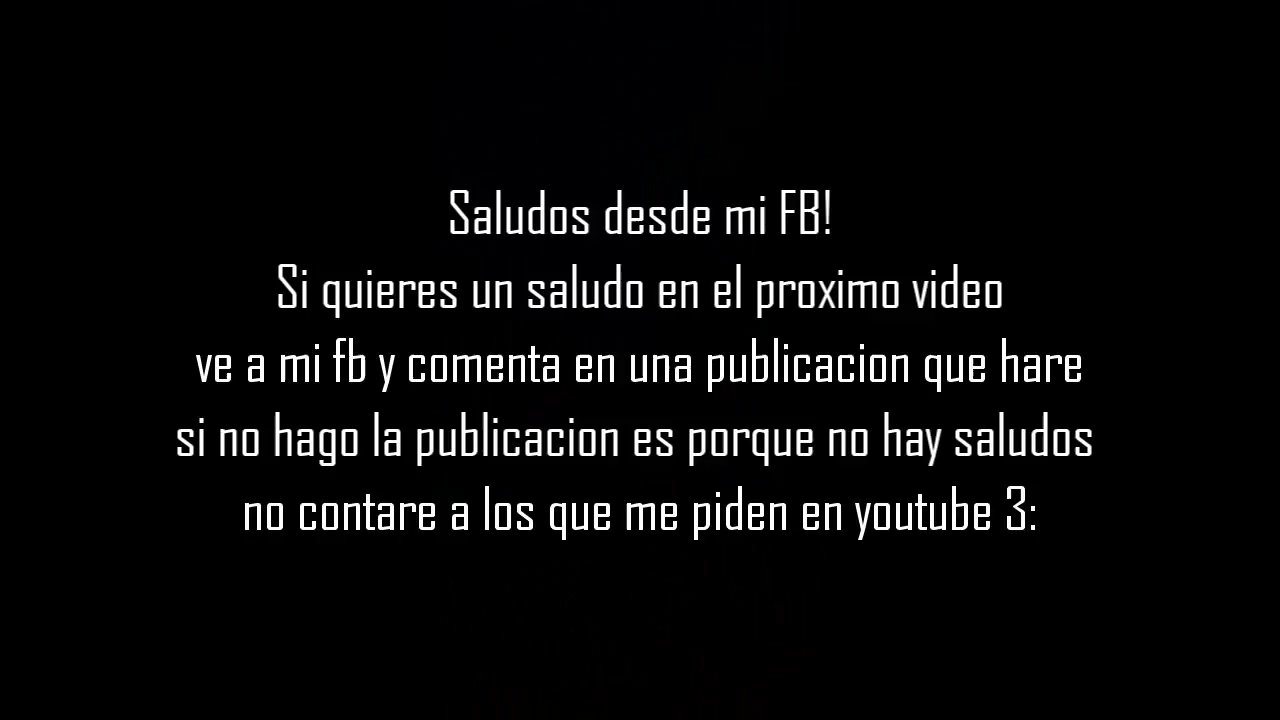 Saludos desde mi FB!
Si quieres un saludo en el proximo video
ve a mi fb y comenta en una publicacion que hare
si no hago la publicacion es porque no hay saludos
no contare a los que me piden en youtube 3: